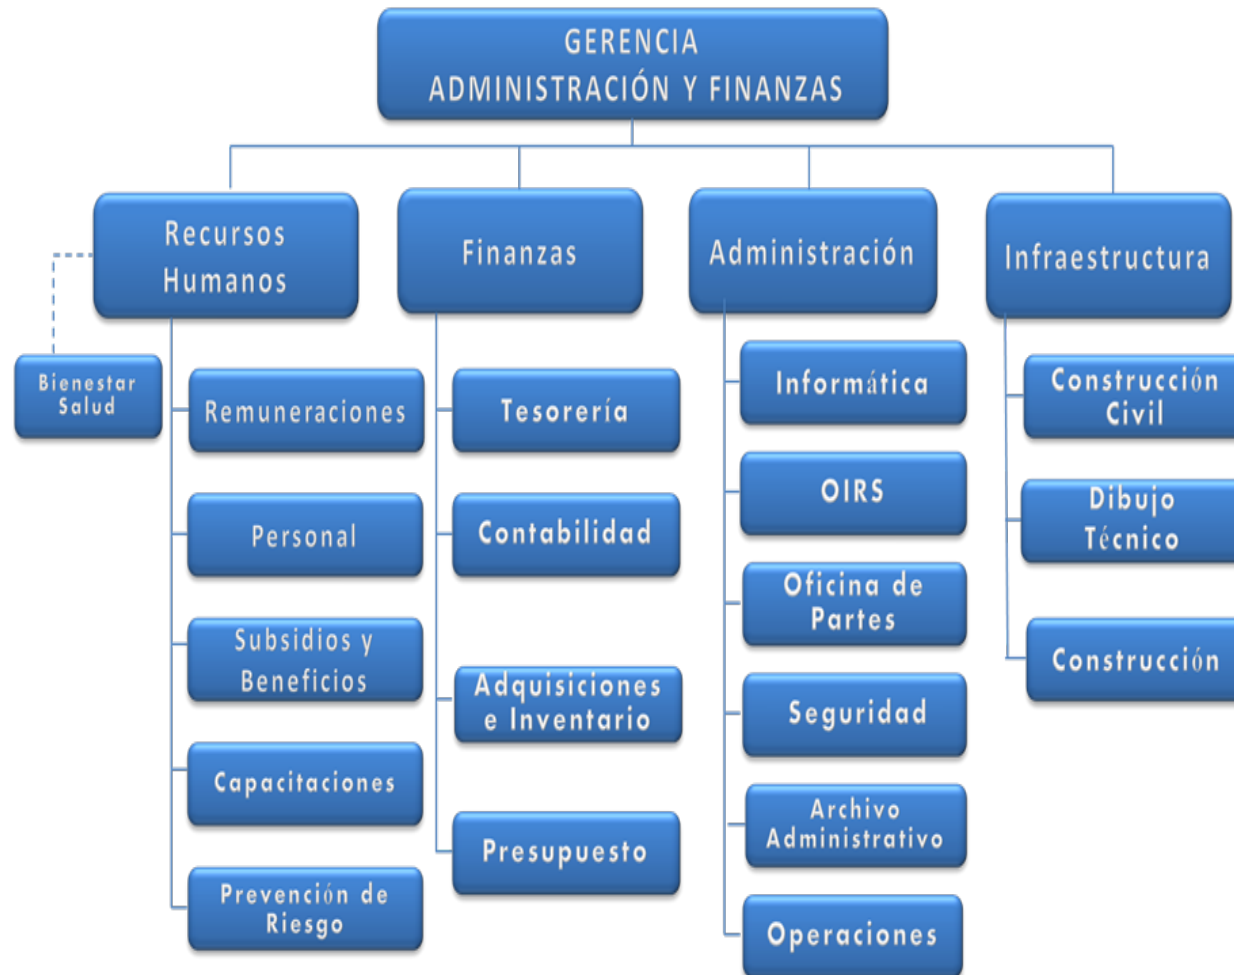 GERENCIA
ADMINISTRACIÓN Y FINANZAS
Recursos
Humanos
Finanzas
Administración
Infraestructura
Bienestar
Salud
Remuneraciones
Personal
Subsidios y
Beneficios
Capacitaciones
Prevención de
Riesgo
Tesorería
Contabilidad
Adquisiciones
e Inventario
Presupuesto
Informática
OIRS
Oficina de
Partes
Seguridad
Archivo
Administrativo
Operaciones
Construcción
Civil
Dibujo
Técnico
Construcción